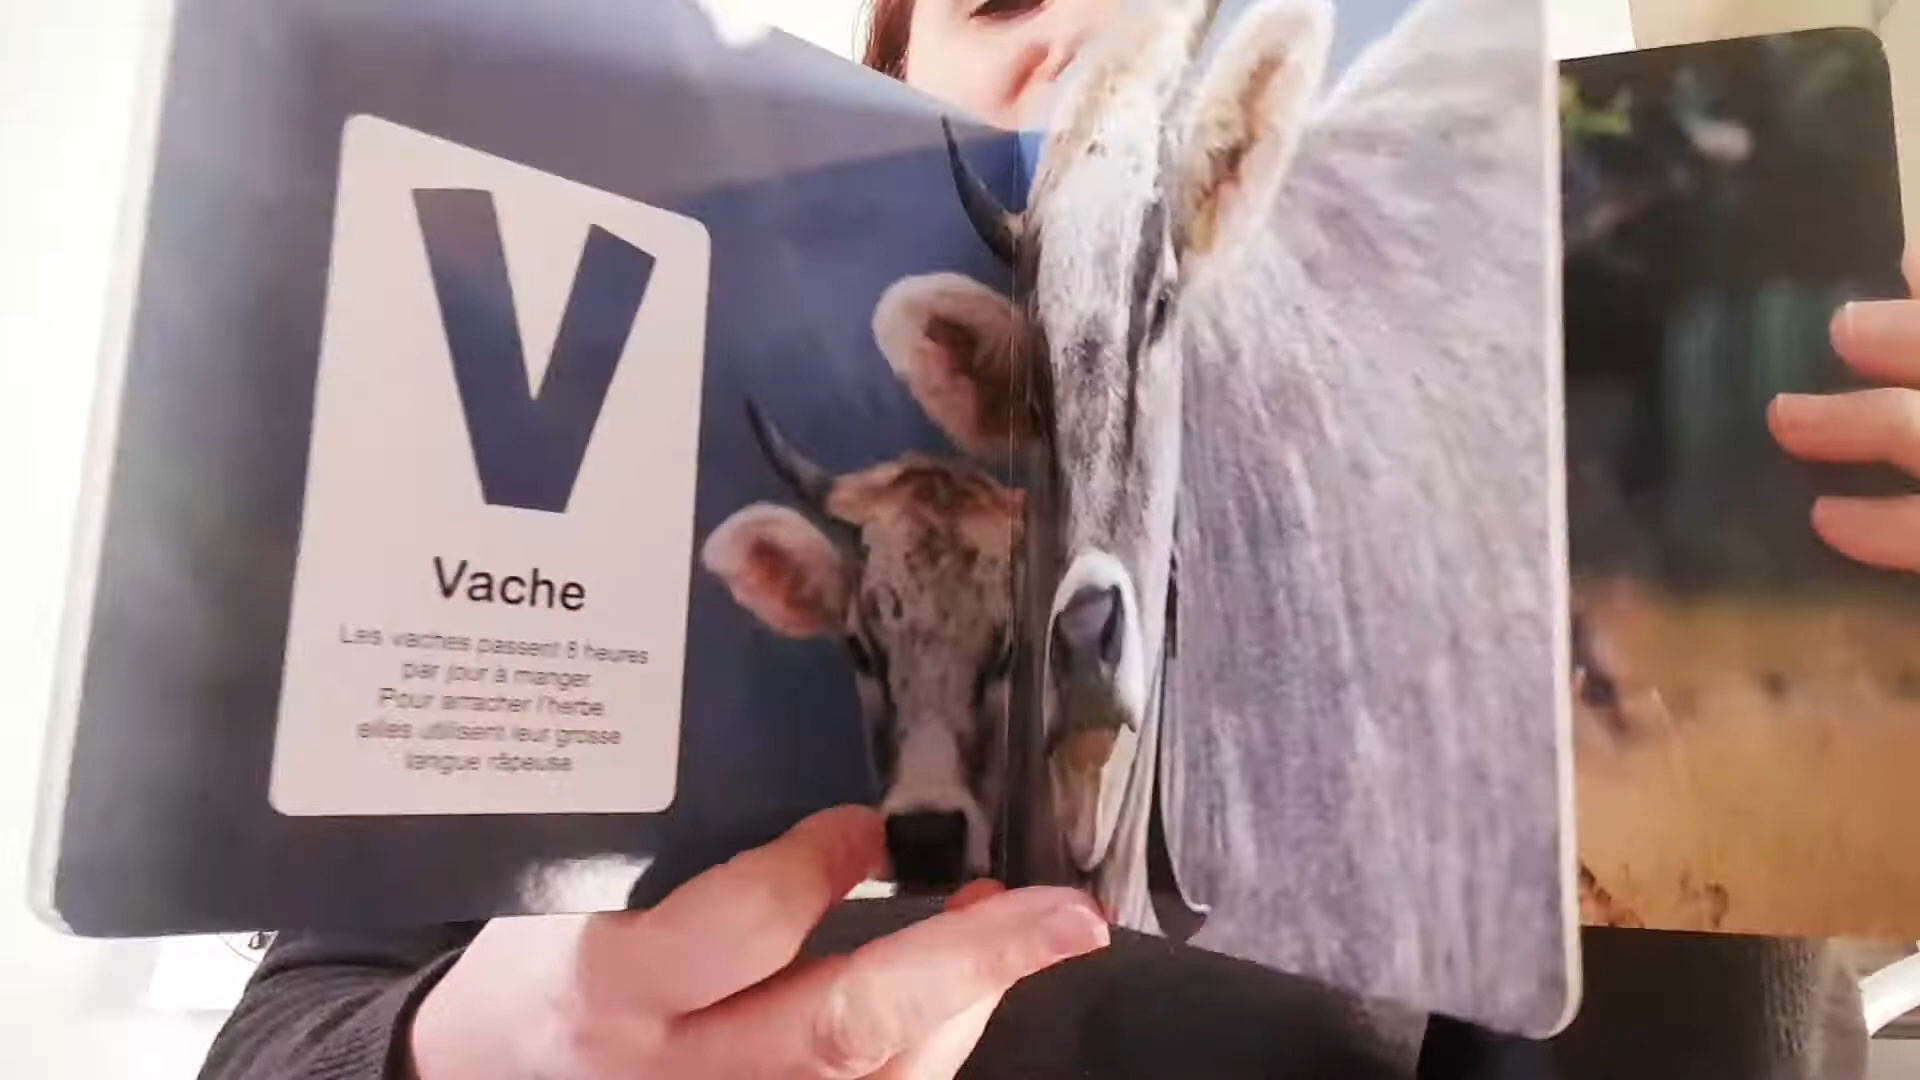 V
Vache
Les vaches passent 8 heures
par jour à manger.
Pour arracher l'herbe,
elles utilisent leur grosse
langue râpeuse.